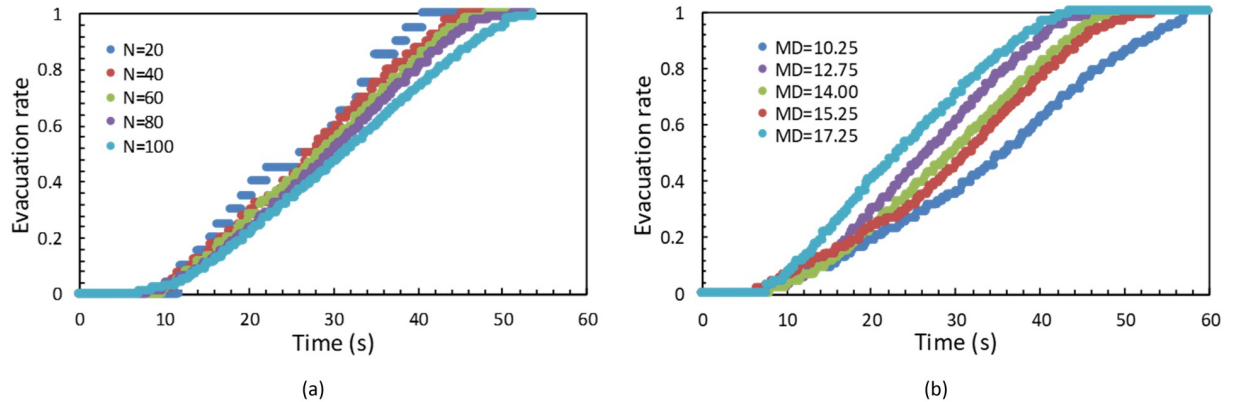 1
0.8
0.6
0.4
0.2
0
Evacuation rate
N=20
N=40
N=60
N=80
N=100
0 10 20 30 40 50 60
Time (s)
(a)
1
0.8
0.6
0.4
0.2
0
Evacuation rate
MD=10.25
MD=12.75
MD=14.00
MD=15.25
MD=17.25
0 10 20 30 40 50 60
Time (s)
(b)